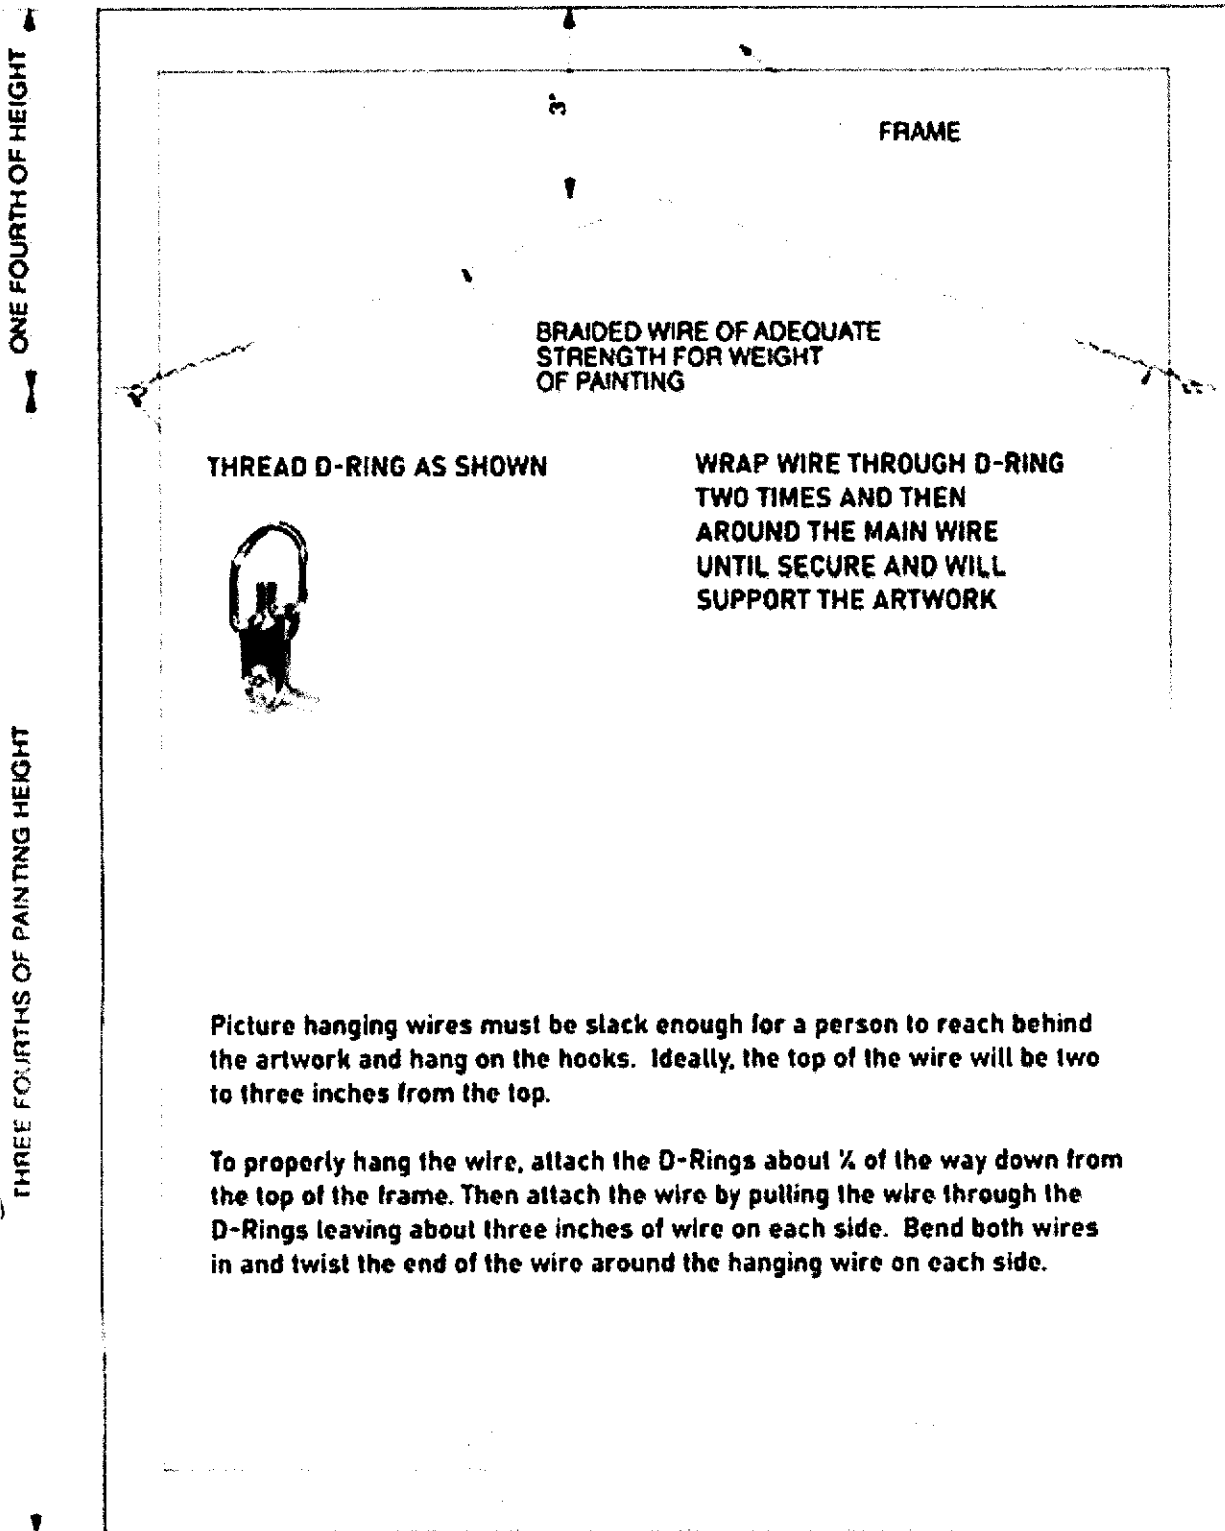 ONE FOURTH OF HEIGHT
3"
FRAME
BRAIDED WIRE OF ADEQUATE
STRENGTH FOR WEIGHT
OF PAINTING
THREAD D-RING AS SHOWN
WRAP WIRE THROUGH D-RING
TWO TIMES AND THEN
AROUND THE MAIN WIRE
UNTIL SECURE AND WILL
SUPPORT THE ARTWORK
THREE FOURTHS OF PAINTING HEIGHT
Picture hanging wires must be slack enough for a person to reach behind
the artwork and hang on the hooks. Ideally, the top of the wire will be two
to three inches from the top.
To properly hang the wire, attach the D-Rings about ¼ of the way down from
the top of the frame. Then attach the wire by pulling the wire through the
D-Rings leaving about three inches of wire on each side. Bend both wires
in and twist the end of the wire around the hanging wire on each side.